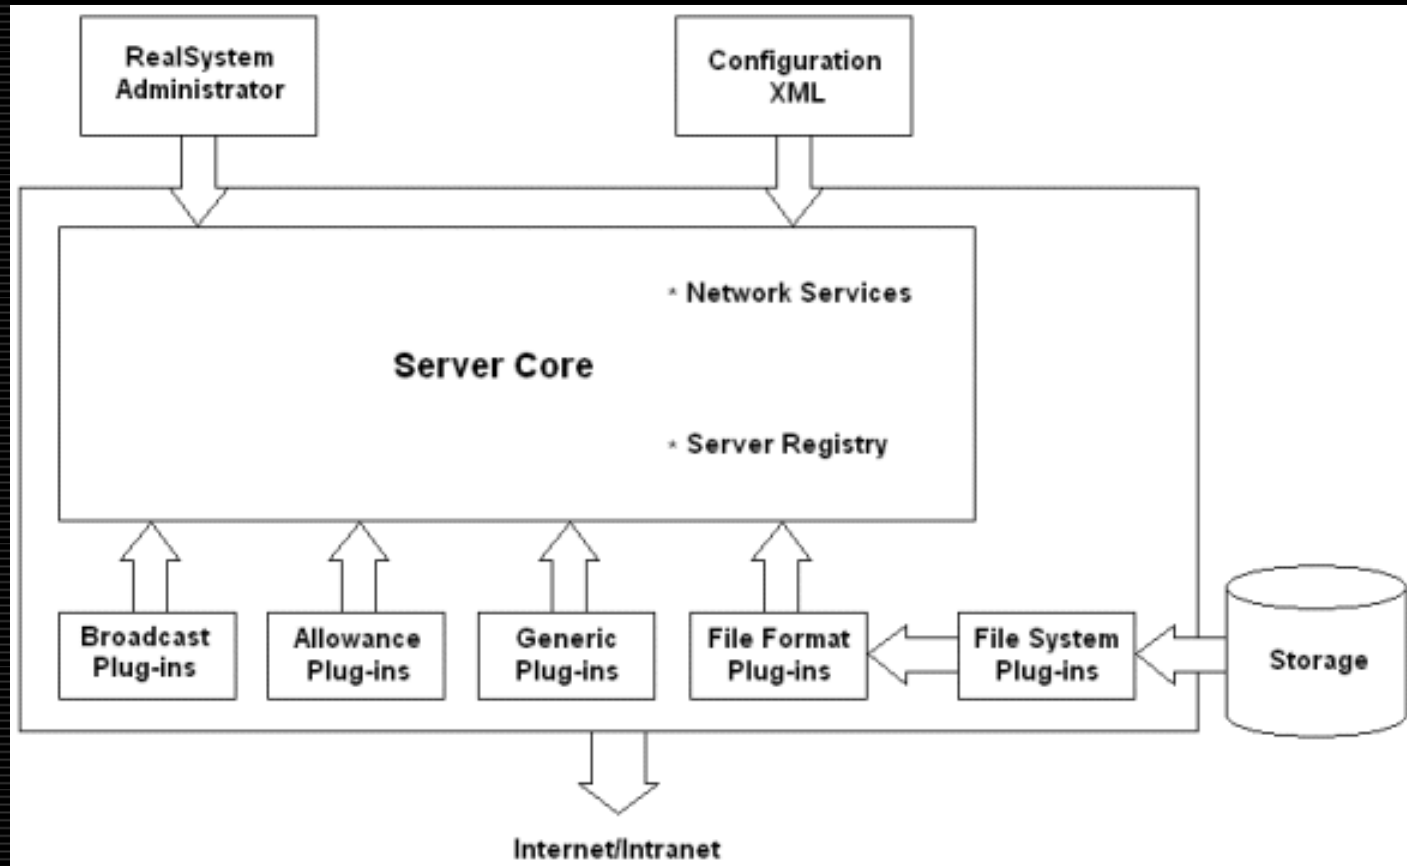 RealSystem
Administrator
Configuration
XML
* Network Services
Server Core
* Server Registry
Broadcast
Plug-ins
Allowance
Plug-ins
Generic
Plug-ins
File Format
Plug-ins
File System
Plug-ins
Storage
Internet/Intranet